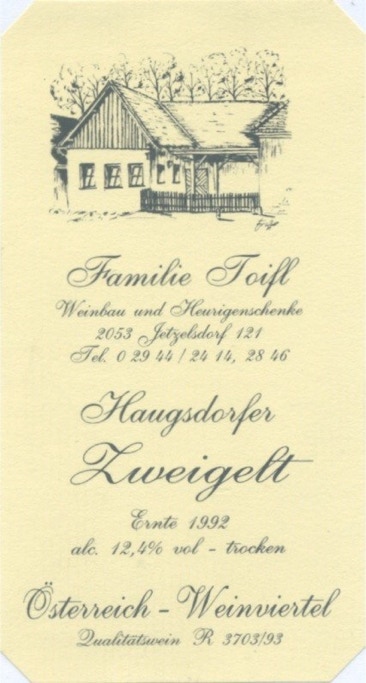 Familie Toifl
Weinbau und Heurigenschenke
2053 Jetzelsdorf 121
Tel. 0 29 44 / 24 14, 28 46
Haugsdorfer
Zweigelt
Ernte 1992
alc. 12,4% vol - trocken
Österreich - Weinviertel
Qualitätswein R 3703/93